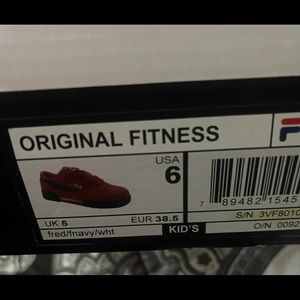 ORIGINAL FITNESS
USA
6
UK 5
EUR 38.5
fred/fnavy/wht
KID'S
7 89482 1545
S/N 3VF8010
O/N 0092